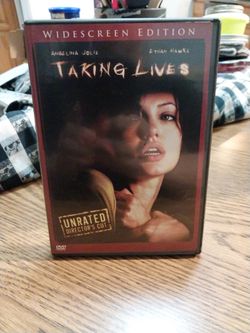 WIDESCREEN EDITION
ANGELINA JOLIE ETHAN HAWKE
TAKING LIVES
UNRATED
DIRECTOR'S CUT
DVD